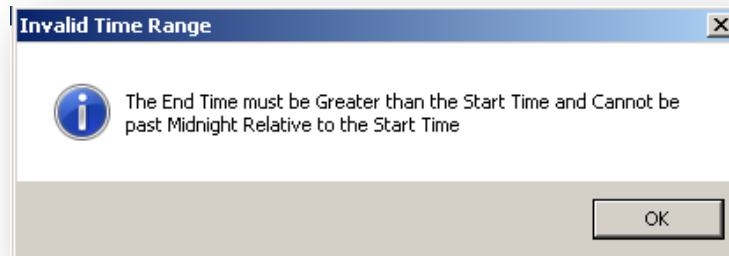 Invalid Time Range
The End Time must be Greater than the Start Time and Cannot be
past Midnight Relative to the Start Time
OK